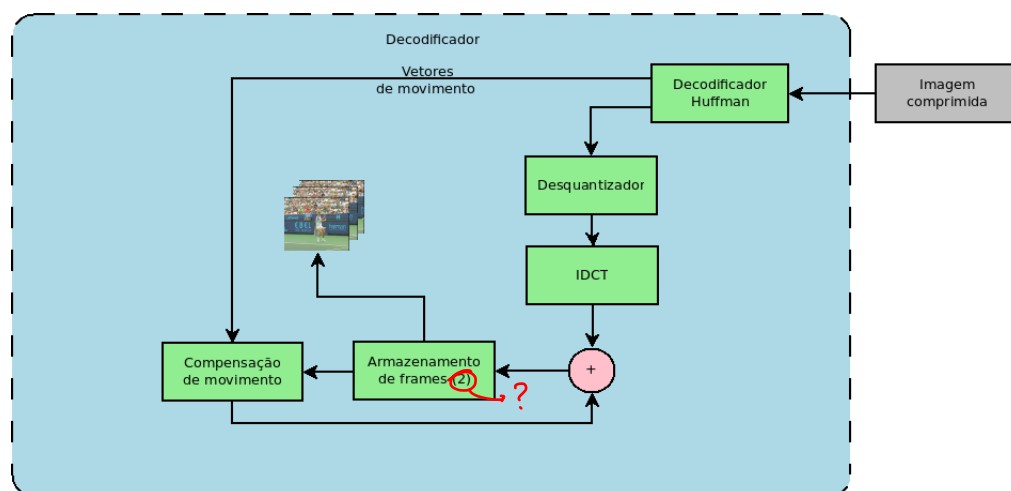 Decodificador
Vetores
de movimento
Decodificador
Huffman
Imagem
comprimida
Desquantizador
IDCT
Compensação
de movimento
Armazenamento
de frames (2)
+
?